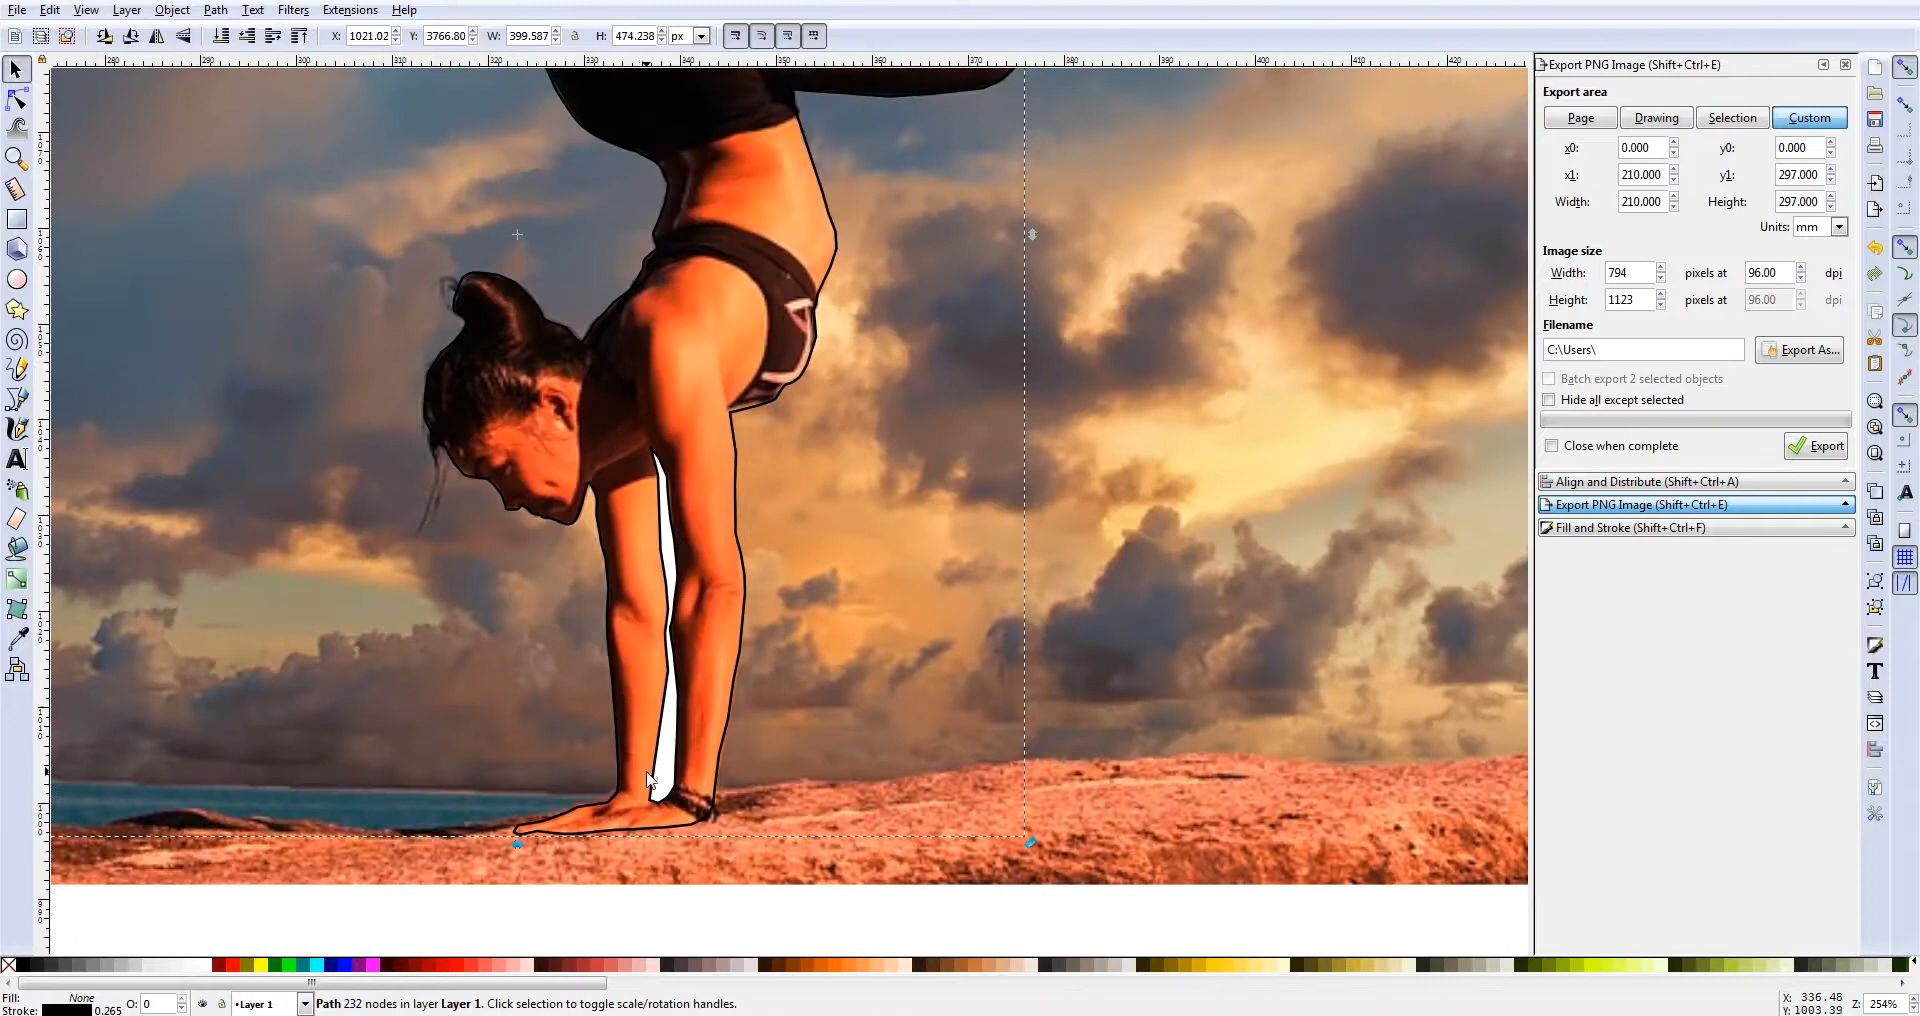 File Edit View Layer Object Path Text Filters Extensions Help
X: 1021.02 Y: 3766.80 W: 399.587 H: 474.238 px
Export PNG Image (Shift+Ctrl+E)
Export area
Page Drawing Selection Custom
x0: 0.000 y0: 0.000
x1: 210.000 y1: 297.000
Width: 210.000 Height: 297.000
Units: mm
Image size
Width: 794 pixels at 96.00 dpi
Height: 1123 pixels at 96.00 dpi
Filename
C:\Users\ Export As...
Batch export 2 selected objects
Hide all except selected
Close when complete Export
Align and Distribute (Shift+Ctrl+A)
Export PNG Image (Shift+Ctrl+E)
Fill and Stroke (Shift+Ctrl+F)
Fill: None O: 0 •Layer 1 Path 232 nodes in layer Layer 1. Click selection to toggle scale/rotation handles. X: 336.48 Z: 254%
Stroke: 0.265 Y: 1003.39